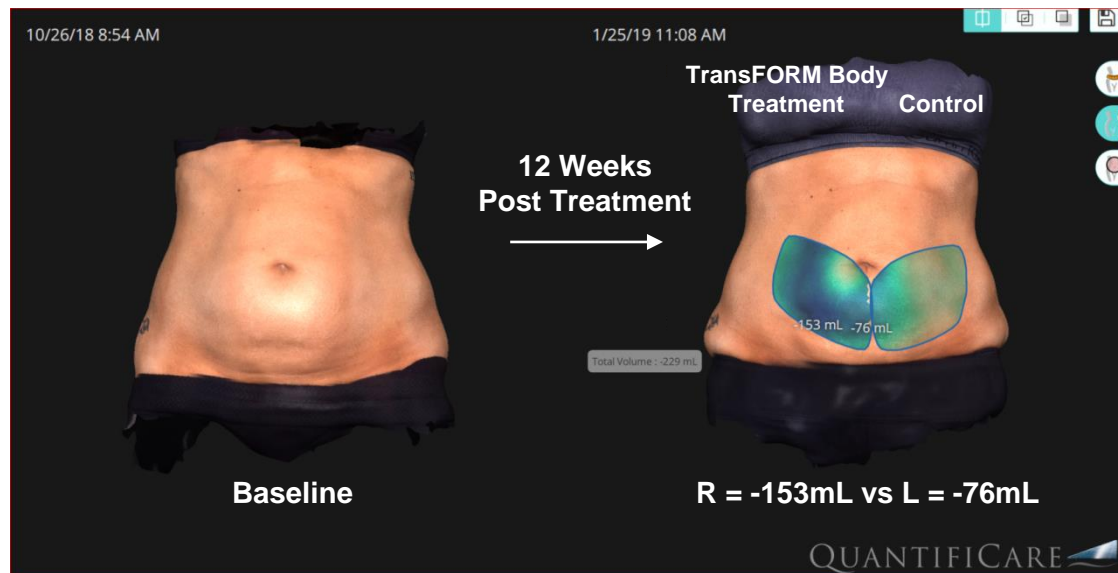 10/26/18 8:54 AM
1/25/19 11:08 AM
TransFORM Body
Treatment Control
12 Weeks
Post Treatment
-153 mL -76 mL
Total Volume : -229 mL
Baseline
R = -153mL vs L = -76mL
QUANTIFICARE